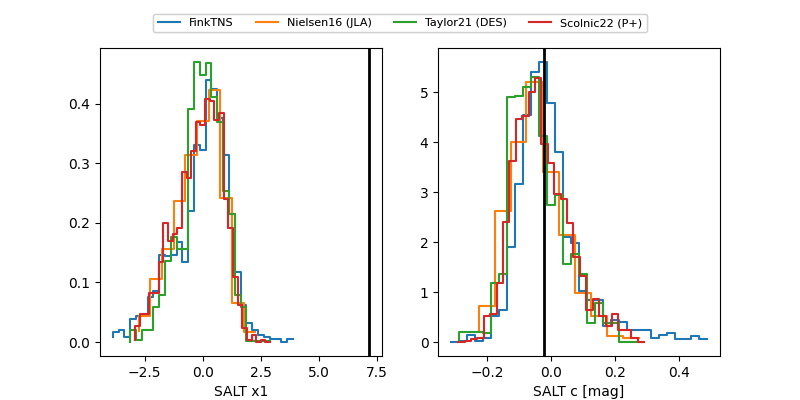 FinkTNS Nielsen16 (JLA) Taylor21 (DES) Scolnic22 (P+)
0.4
0.3
0.2
0.1
0.0
−2.5 0.0 2.5 5.0 7.5
SALT x1
5
4
3
2
1
0
−0.2 0.0 0.2 0.4
SALT c [mag]